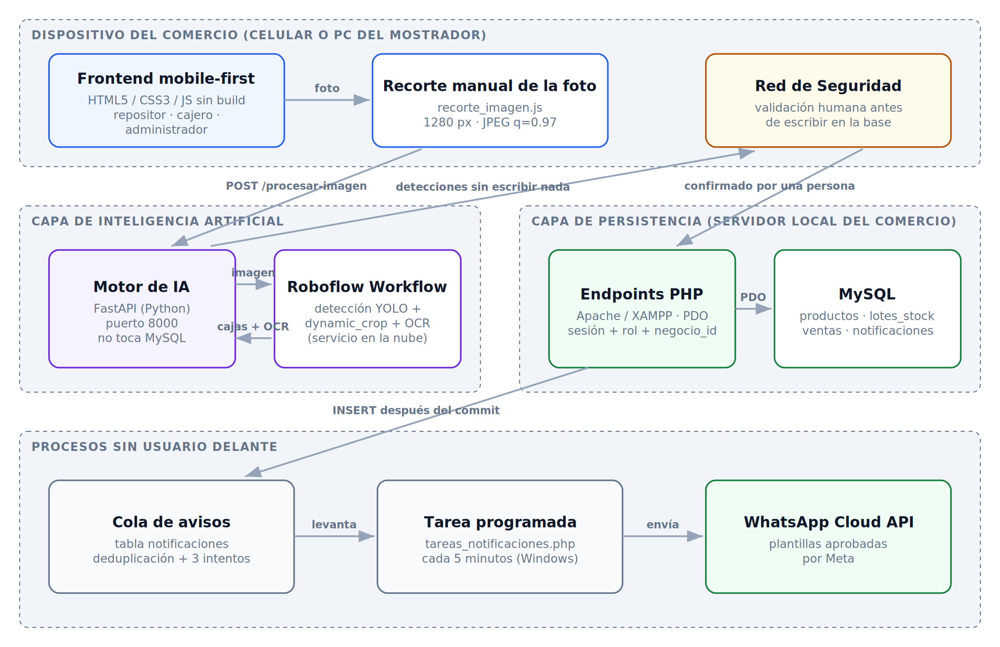 DISPOSITIVO DEL COMERCIO (CELULAR O PC DEL MOSTRADOR)
Frontend mobile-first
HTML5 / CSS3 / JS sin build
repositor · cajero ·
administrador
foto
Recorte manual de la foto
recorte_imagen.js
1280 px · JPEG q=0.97
Red de Seguridad
validación humana antes
de escribir en la base
POST /procesar-imagen
detecciones sin escribir nada
confirmado por una persona
CAPA DE INTELIGENCIA ARTIFICIAL
Motor de IA
FastAPI (Python)
puerto 8000
no toca MySQL
imagen
cajas + OCR
Roboflow Workflow
detección YOLO +
dynamic_crop + OCR
(servicio en la nube)
CAPA DE PERSISTENCIA (SERVIDOR LOCAL DEL COMERCIO)
Endpoints PHP
Apache / XAMPP · PDO
sesión + rol + negocio_id
PDO
MySQL
productos · lotes_stock
ventas · notificaciones
INSERT después del commit
PROCESOS SIN USUARIO DELANTE
Cola de avisos
tabla notificaciones
deduplicación + 3 intentos
levanta
Tarea programada
tareas_notificaciones.php
cada 5 minutos (Windows)
envía
WhatsApp Cloud API
plantillas aprobadas
por Meta